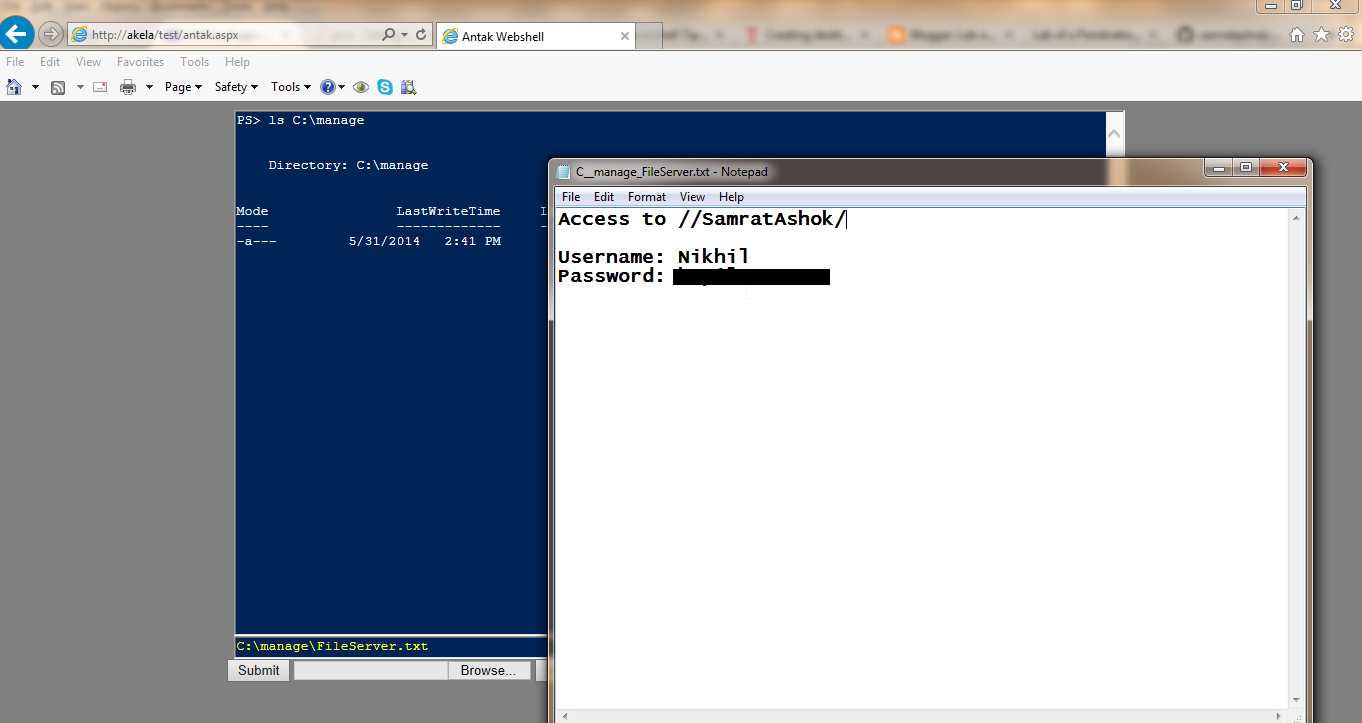 http://akela/test/antak.aspx
Antak Webshell
File Edit View Favorites Tools Help
Page Safety Tools
PS> ls C:\manage
Directory: C:\manage
Mode LastWriteTime
---- -------------
-a--- 5/31/2014 2:41 PM
C:\manage\FileServer.txt
Submit Browse...
C__manage_FileServer.txt - Notepad
File Edit Format View Help
Access to //SamratAshok/
Username: Nikhil
Password: